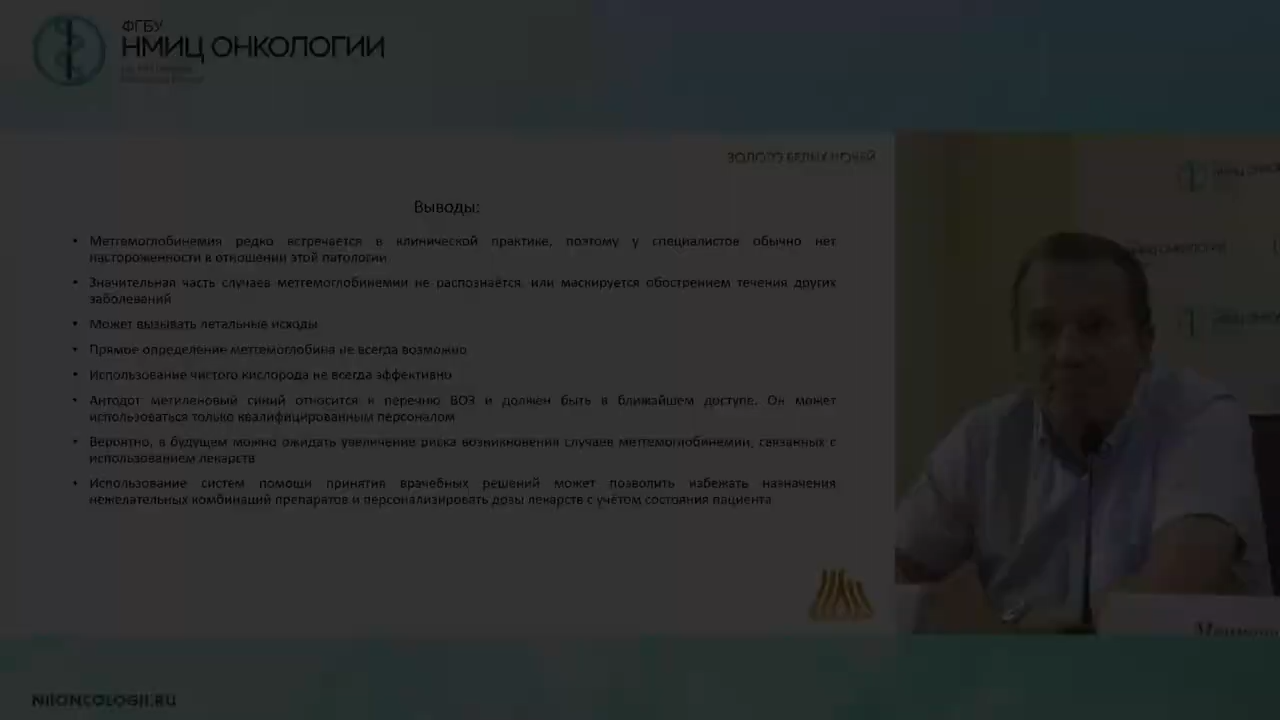 ФГБУ
НМИЦ ОНКОЛОГИИ
ЗОЛОТО БЕЛЫХ НОЧЕЙ
Выводы:
• Метгемоглобинемия редко встречается в клинической практике, поэтому у специалистов обычно нет
настороженности в отношении этой патологии
• Значительная часть случаев метгемоглобинемии не распознаётся, или маскируется обострением течения других
заболеваний
• Может вызывать летальные исходы
• Прямое определение метгемоглобина не всегда возможно
• Использование чистого кислорода не всегда эффективно
• Антодот метиленовый синий относится к перечню ВОЗ и должен быть в ближайшем доступе. Он может
использоваться только квалифицированным персоналом
• Вероятно, в будущем можно ожидать увеличение риска возникновения случаев метгемоглобинемии, связанных с
использованием лекарств
• Использование систем помощи принятия врачебных решений может позволить избежать назначения
нежелательных комбинаций препаратов и персонализировать дозы лекарств с учётом состояния пациента
NIIONCOLOGII.RU